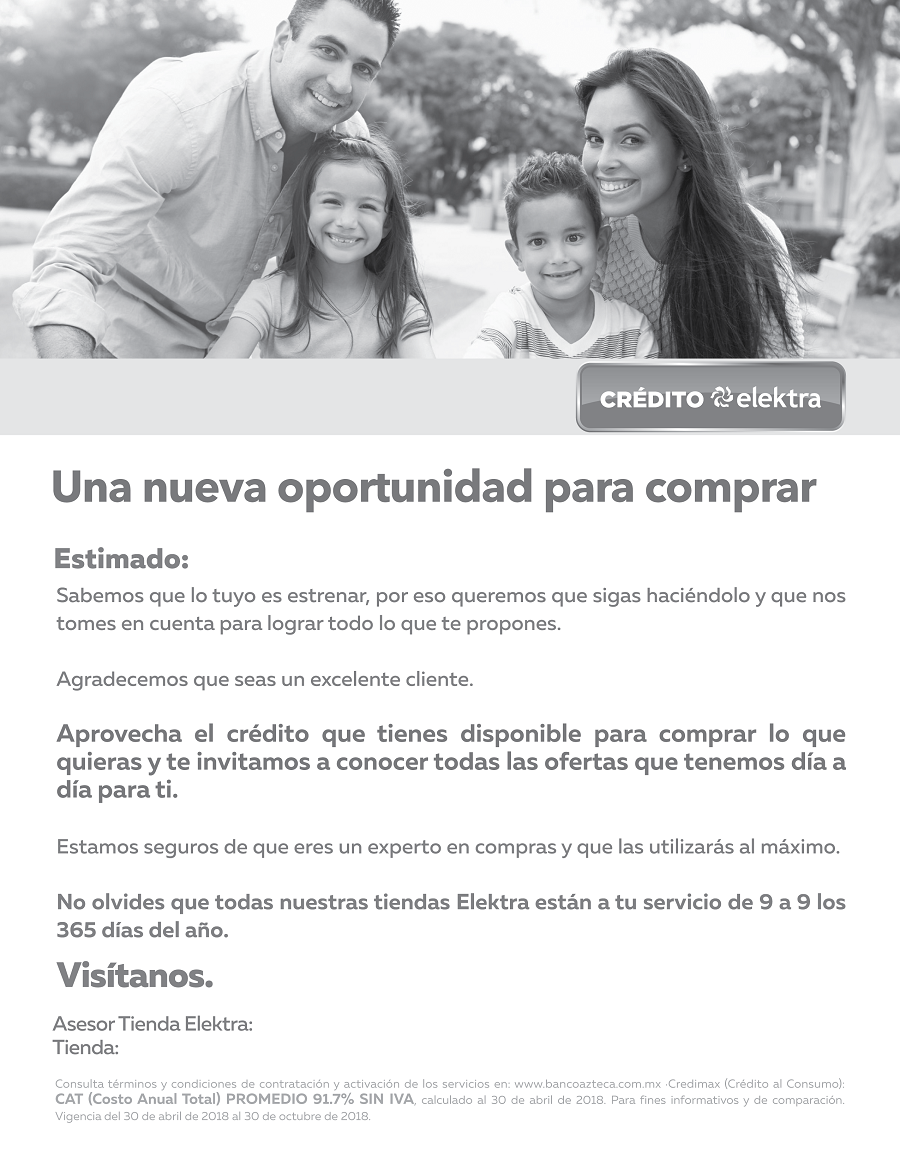 CRÉDITO elektra
Una nueva oportunidad para comprar
Estimado:
Sabemos que lo tuyo es estrenar, por eso queremos que sigas haciéndolo y que nos
tomes en cuenta para lograr todo lo que te propones.
Agradecemos que seas un excelente cliente.
Aprovecha el crédito que tienes disponible para comprar lo que
quieras y te invitamos a conocer todas las ofertas que tenemos día a
día para ti.
Estamos seguros de que eres un experto en compras y que las utilizarás al máximo.
No olvides que todas nuestras tiendas Elektra están a tu servicio de 9 a 9 los
365 días del año.
Visítanos.
Asesor Tienda Elektra:
Tienda:
Consulta términos y condiciones de contratación y activación de los servicios en: www.bancoazteca.com.mx ·Credimax (Crédito al Consumo):
CAT (Costo Anual Total) PROMEDIO 91.7% SIN IVA, calculado al 30 de abril de 2018. Para fines informativos y de comparación.
Vigencia del 30 de abril de 2018 al 30 de octubre de 2018.